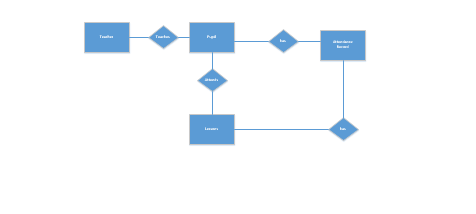 Teacher
Teaches
Pupil
has
Attendance
Record
Attends
Lessons
has